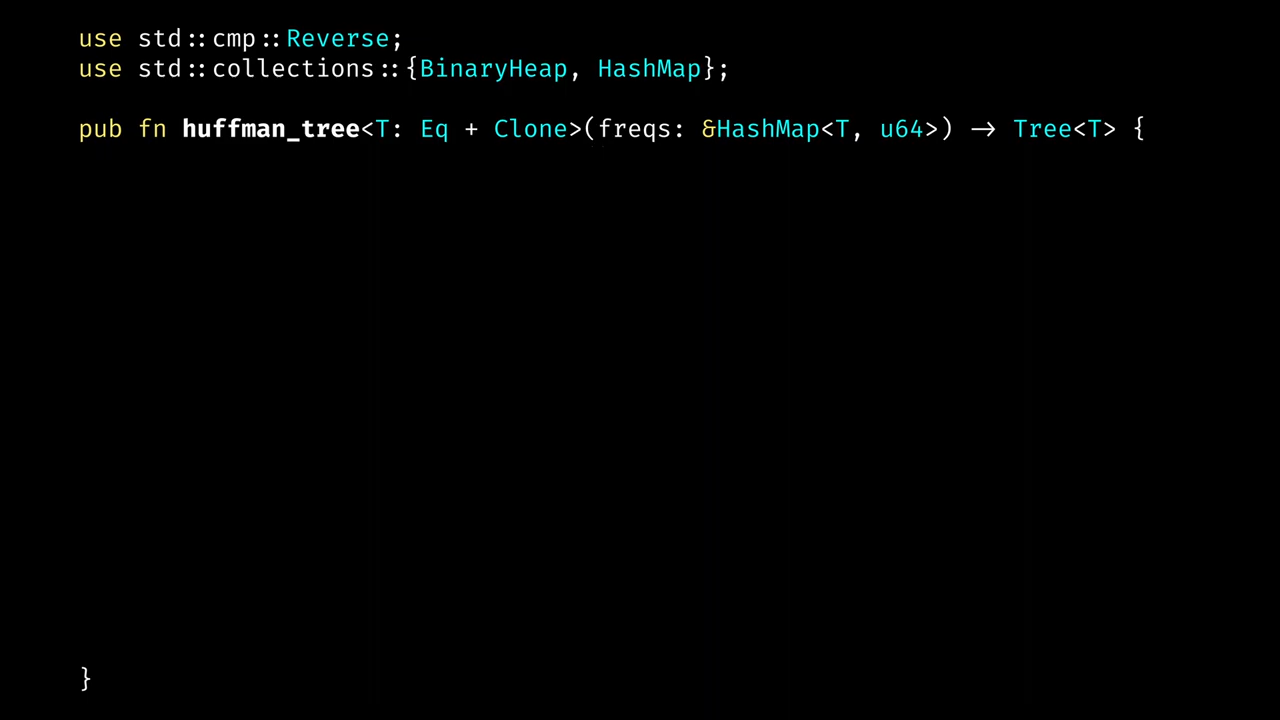 use std::cmp::Reverse;
use std::collections::{BinaryHeap, HashMap};
pub fn huffman_tree<T: Eq + Clone>(freqs: &HashMap<T, u64>) -> Tree<T> {
}